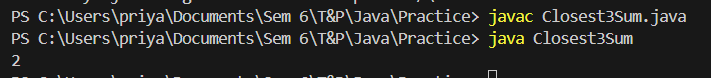 PS C:\Users\priya\Documents\Sem 6\T&P\Java\Practice> javac Closest3Sum.java
PS C:\Users\priya\Documents\Sem 6\T&P\Java\Practice> java Closest3Sum
2